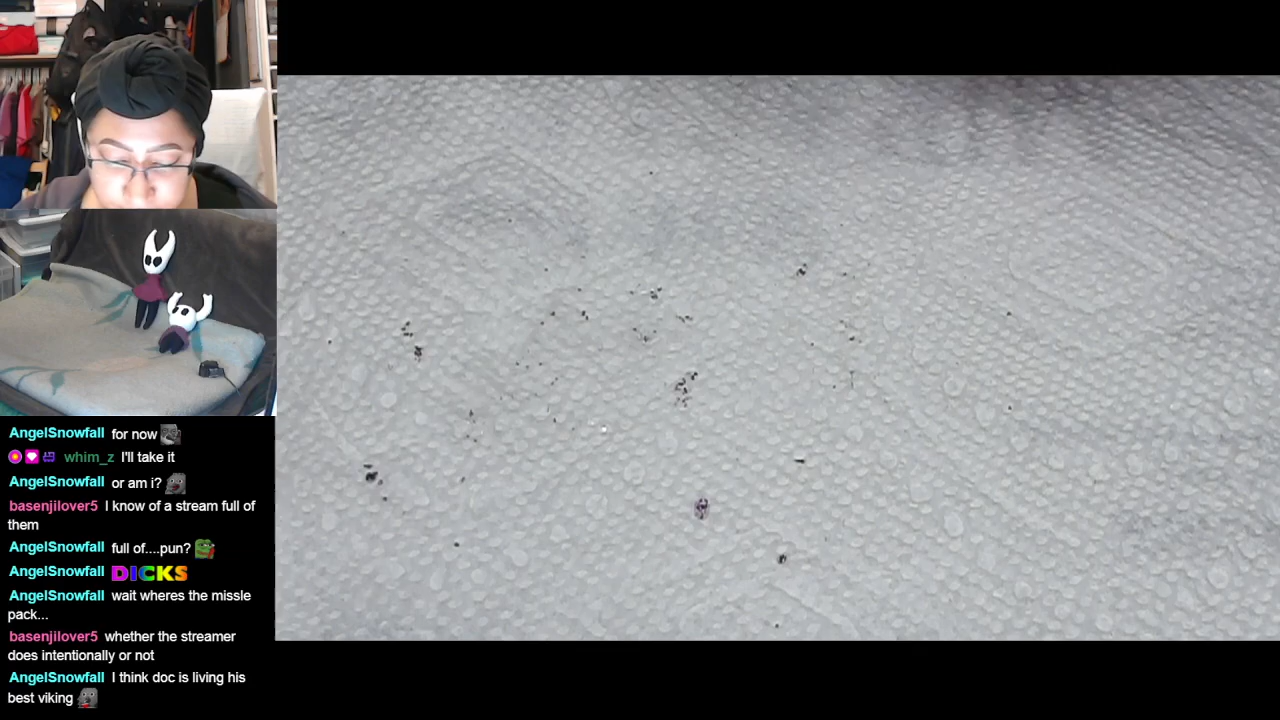 AngelSnowfall for now
whim_z I'll take it
AngelSnowfall or am i?
basenjilover5 I know of a stream full of
them
AngelSnowfall full of....pun?
AngelSnowfall DICKS
AngelSnowfall wait wheres the missle
pack...
basenjilover5 whether the streamer
does intentionally or not
AngelSnowfall I think doc is living his
best viking